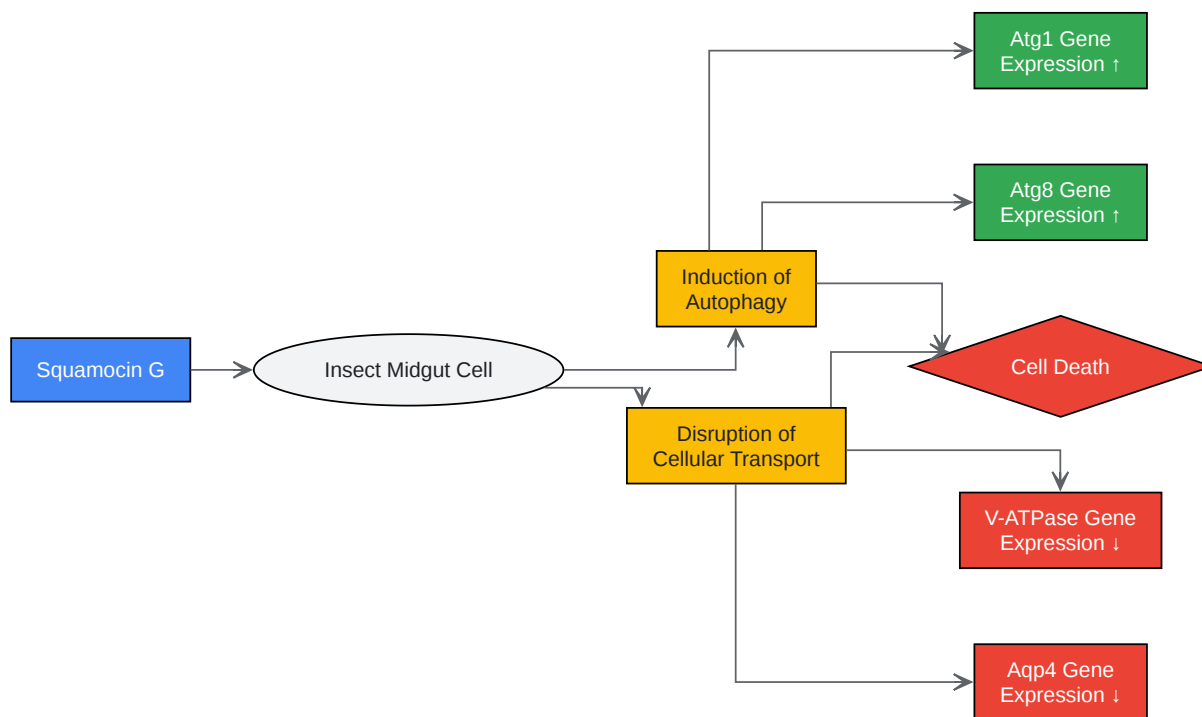 Atg1 Gene
Expression ↑
Atg8 Gene
Expression ↑
Induction of
Autophagy
Squamocin G
Insect Midgut Cell
Cell Death
Disruption of
Cellular Transport
V-ATPase Gene
Expression ↓
Aqp4 Gene
Expression ↓